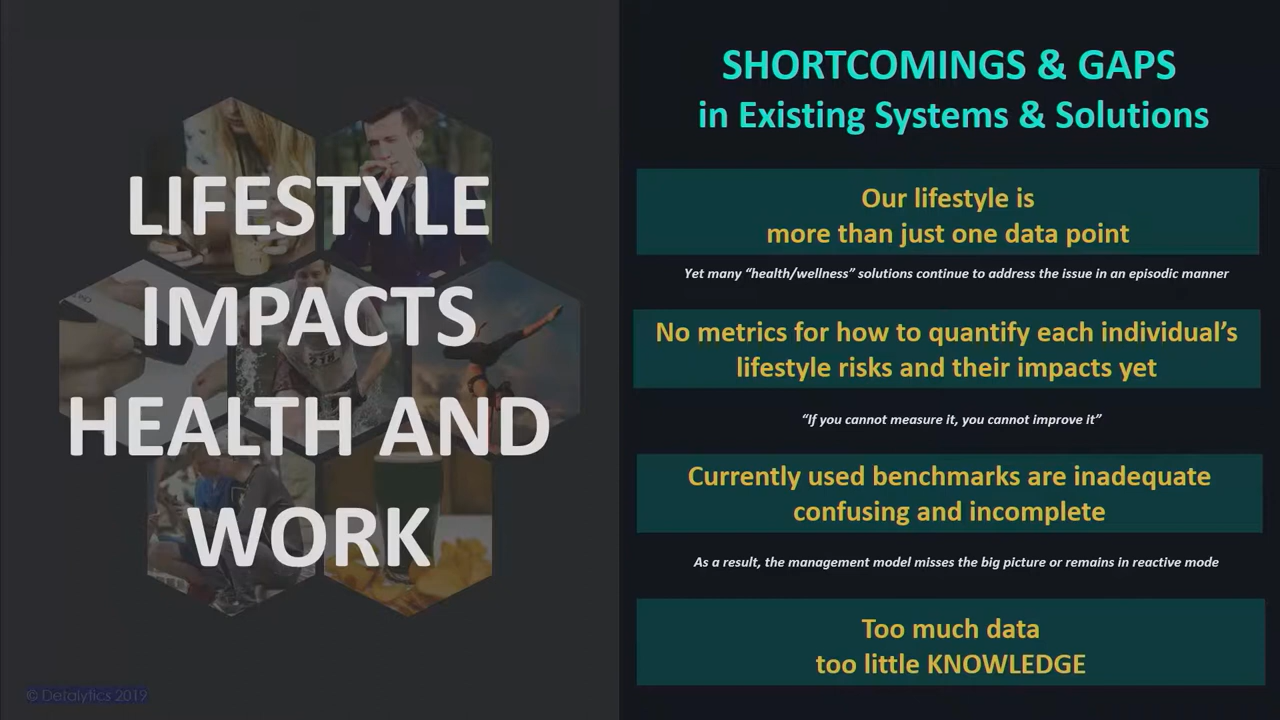 LIFESTYLE
IMPACTS
HEALTH AND
WORK
© Detalytics 2019
SHORTCOMINGS & GAPS
in Existing Systems & Solutions
Our lifestyle is
more than just one data point
Yet many “health/wellness” solutions continue to address the issue in an episodic manner
No metrics for how to quantify each individual’s
lifestyle risks and their impacts yet
“If you cannot measure it, you cannot improve it”
Currently used benchmarks are inadequate
confusing and incomplete
As a result, the management model misses the big picture or remains in reactive mode
Too much data
too little KNOWLEDGE